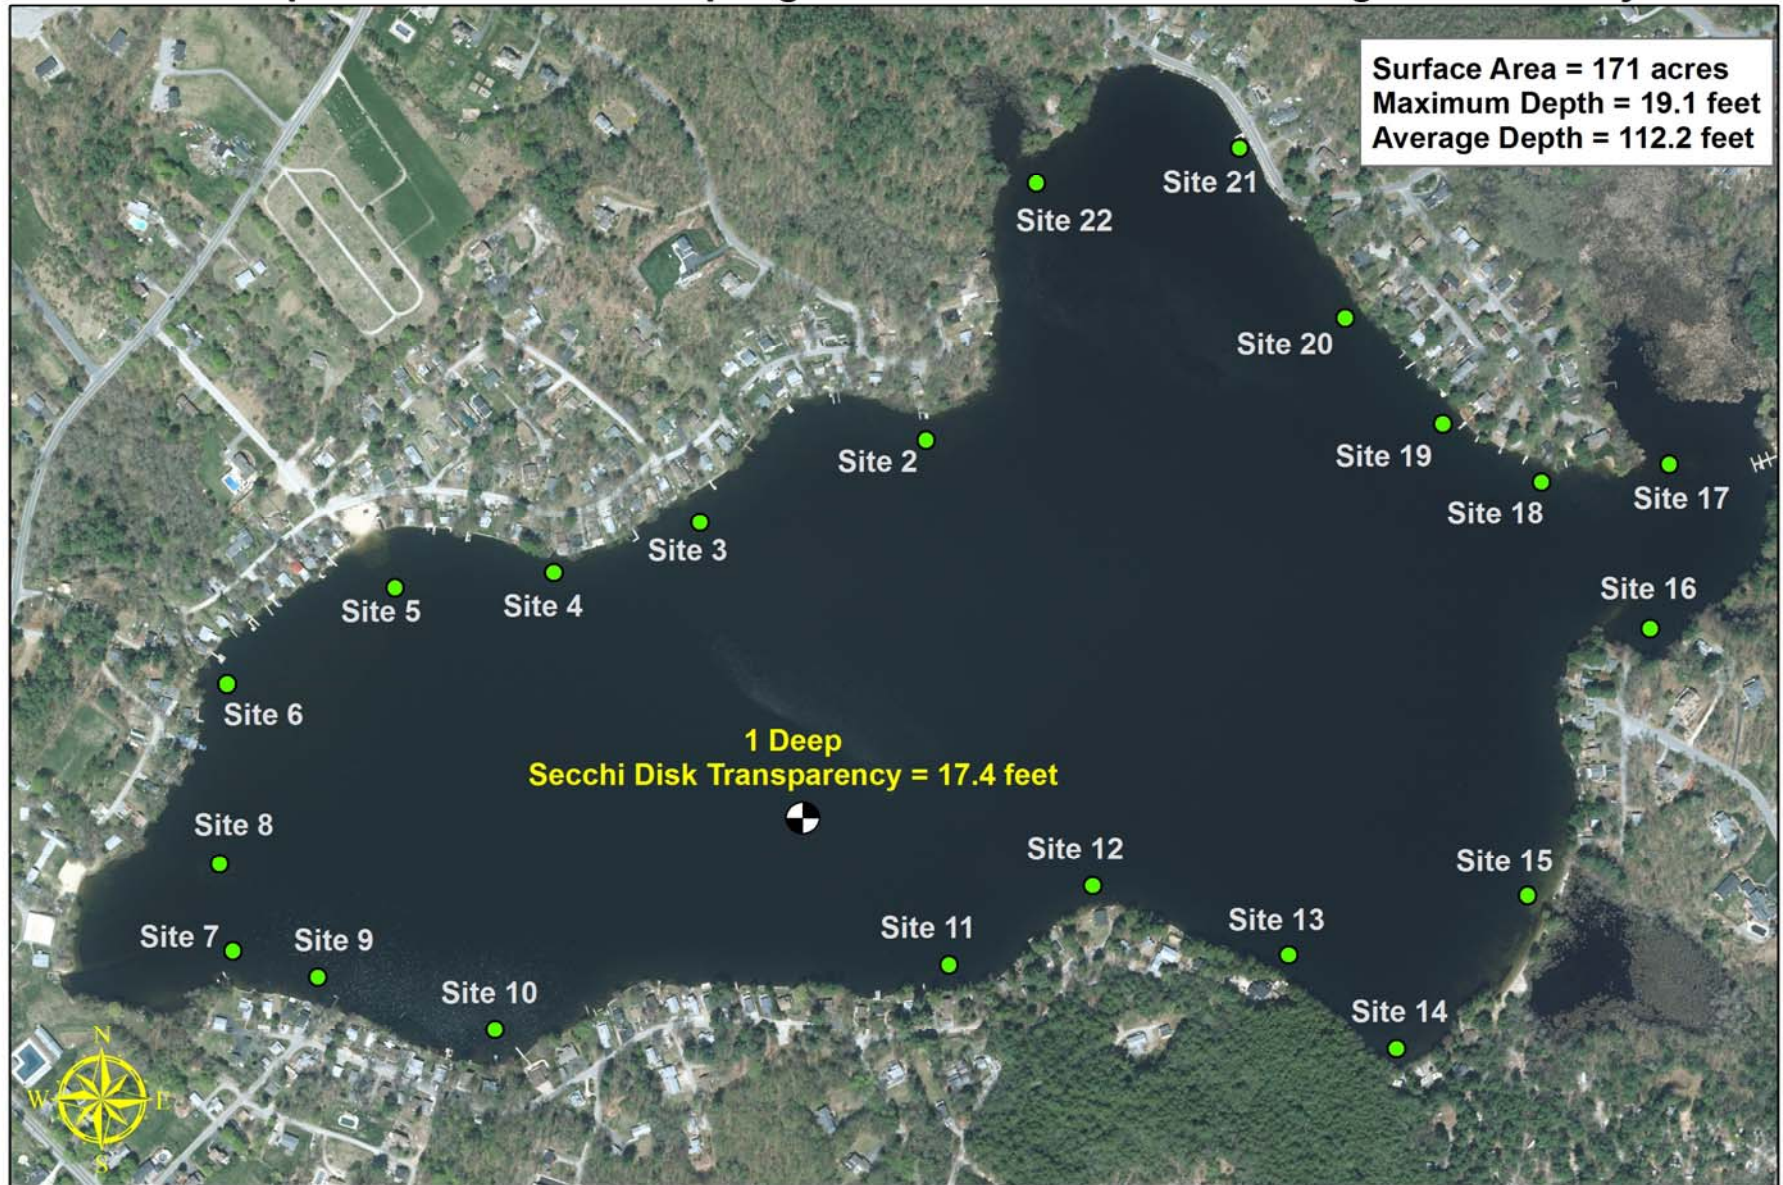 Surface Area = 171 acres
Maximum Depth = 19.1 feet
Average Depth = 112.2 feet
Site 21
Site 22
Site 20
Site 19
Site 2
Site 17
Site 18
Site 3
Site 16
Site 4
Site 5
Site 6
1 Deep
Secchi Disk Transparency = 17.4 feet
Site 8
Site 12
Site 15
Site 13
Site 11
Site 7
Site 9
Site 10
Site 14
N
W
E
S